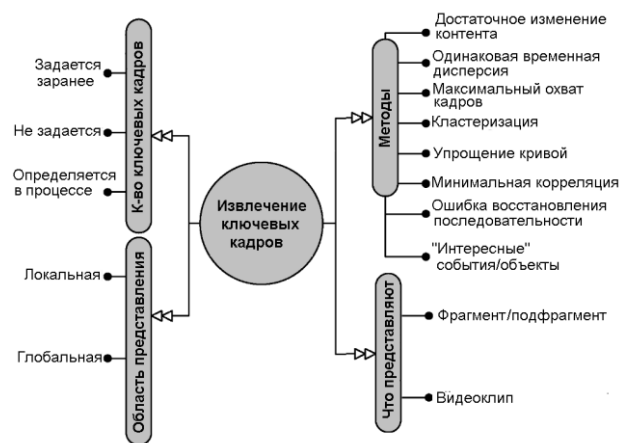 К-во ключевых кадров
Задается
заранее
Не задается
Определяется
в процессе
Область представления
Локальная
Глобальная
Извлечение
ключевых
кадров
Методы
Достаточное изменение
контента
Одинаковая временная
дисперсия
Максимальный охват
кадров
Кластеризация
Упрощение кривой
Минимальная корреляция
Ошибка восстановления
последовательности
"Интересные"
события/объекты
Что представляют
Фрагмент/подфрагмент
Видеоклип